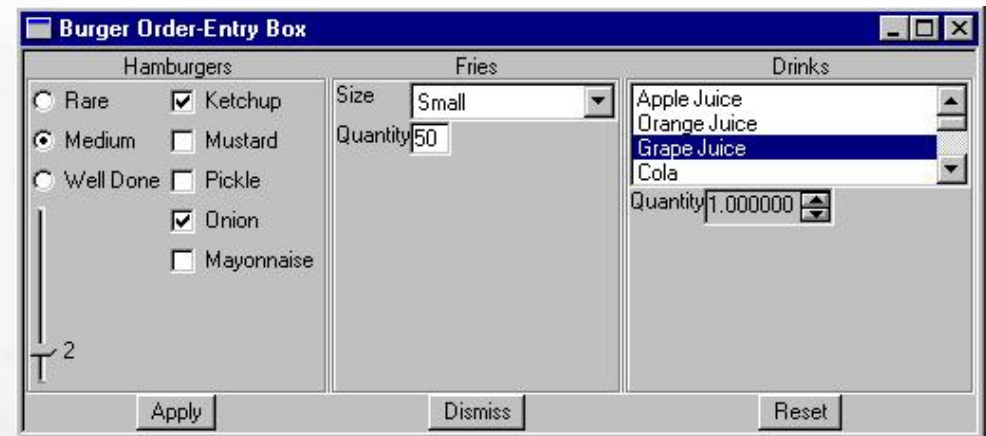 Burger Order-Entry Box
Hamburgers
Rare
Medium
Well Done
Ketchup
Mustard
Pickle
Onion
Mayonnaise
2
Fries
Size
Small
Quantity
50
Drinks
Apple Juice
Orange Juice
Grape Juice
Cola
Quantity
1.000000
Apply
Dismiss
Reset